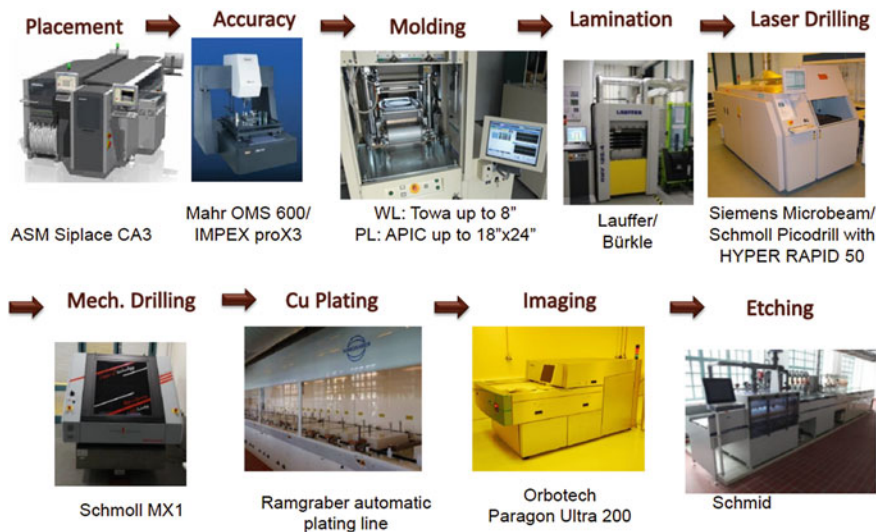 Placement
Accuracy
Molding
Lamination
Laser Drilling
LAUFFER
ASM Siplace CA3
Mahr OMS 600/
IMPEX proX3
WL: Towa up to 8"
PL: APIC up to 18"x24"
Lauffer/
Bürkle
Siemens Microbeam/
Schmoll Picodrill with
HYPER RAPID 50
Mech. Drilling
Cu Plating
Imaging
Etching
Schmoll MX1
Ramgraber automatic
plating line
Orbotech
Paragon Ultra 200
Schmid